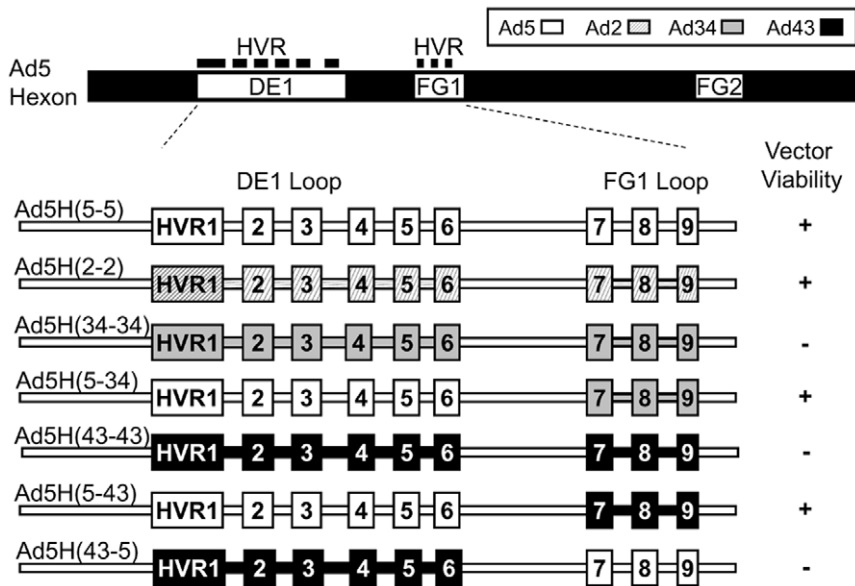 Ad5 Ad2 Ad34 Ad43
HVR HVR
Ad5
Hexon
DE1 FG1 FG2
Vector
Viability
DE1 Loop FG1 Loop
Ad5H(5-5)
HVR1 2 3 4 5 6 7 8 9 +
Ad5H(2-2)
HVR1 2 3 4 5 6 7 8 9 +
Ad5H(34-34)
HVR1 2 3 4 5 6 7 8 9 -
Ad5H(5-34)
HVR1 2 3 4 5 6 7 8 9 +
Ad5H(43-43)
HVR1 2 3 4 5 6 7 8 9 -
Ad5H(5-43)
HVR1 2 3 4 5 6 7 8 9 +
Ad5H(43-5)
HVR1 2 3 4 5 6 7 8 9 -